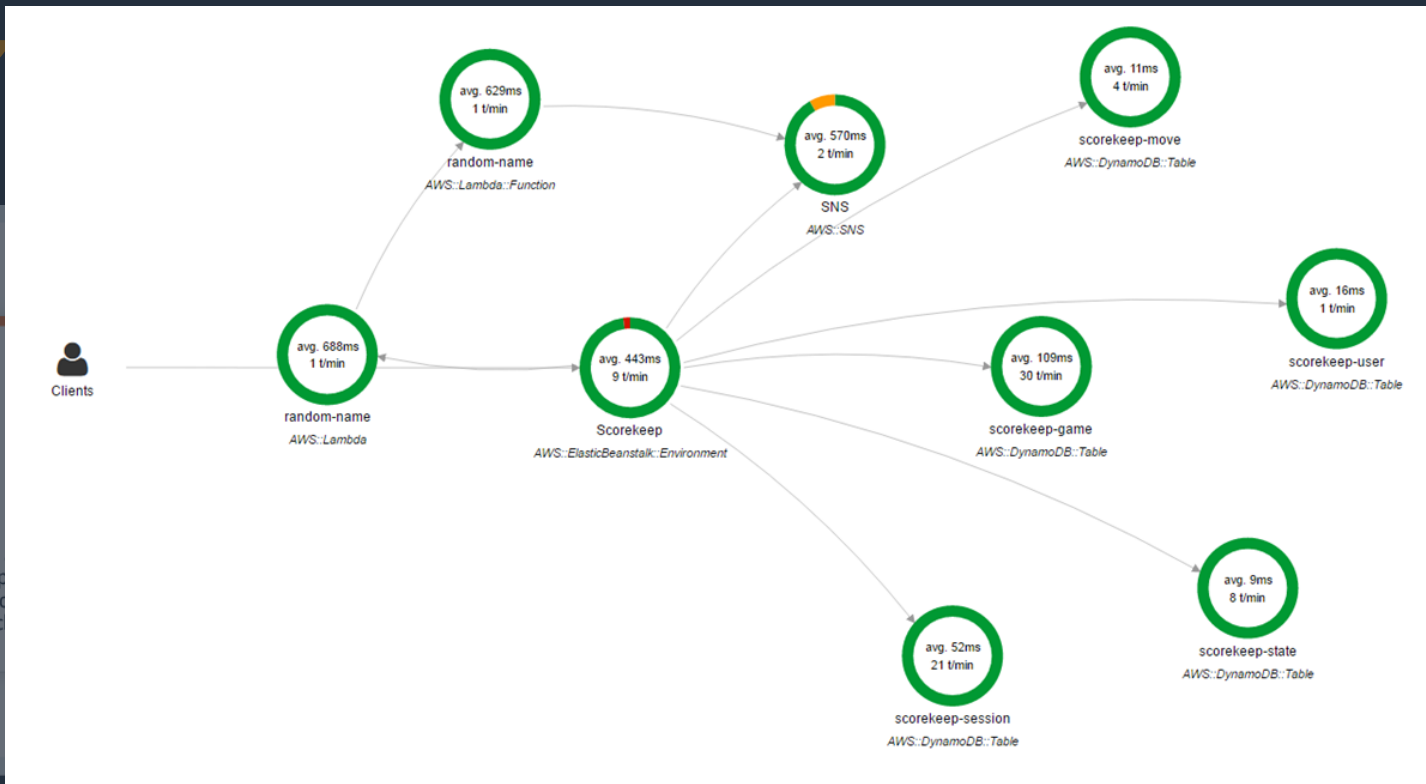 avg. 629ms
1 t/min
random-name
AWS::Lambda::Function
avg. 570ms
2 t/min
SNS
AWS::SNS
avg. 11ms
4 t/min
scorekeep-move
AWS::DynamoDB::Table
Clients
avg. 688ms
1 t/min
random-name
AWS::Lambda
avg. 443ms
9 t/min
Scorekeep
AWS::ElasticBeanstalk::Environment
avg. 109ms
30 t/min
scorekeep-game
AWS::DynamoDB::Table
avg. 16ms
1 t/min
scorekeep-user
AWS::DynamoDB::Table
avg. 52ms
21 t/min
scorekeep-session
AWS::DynamoDB::Table
avg. 9ms
8 t/min
scorekeep-state
AWS::DynamoDB::Table